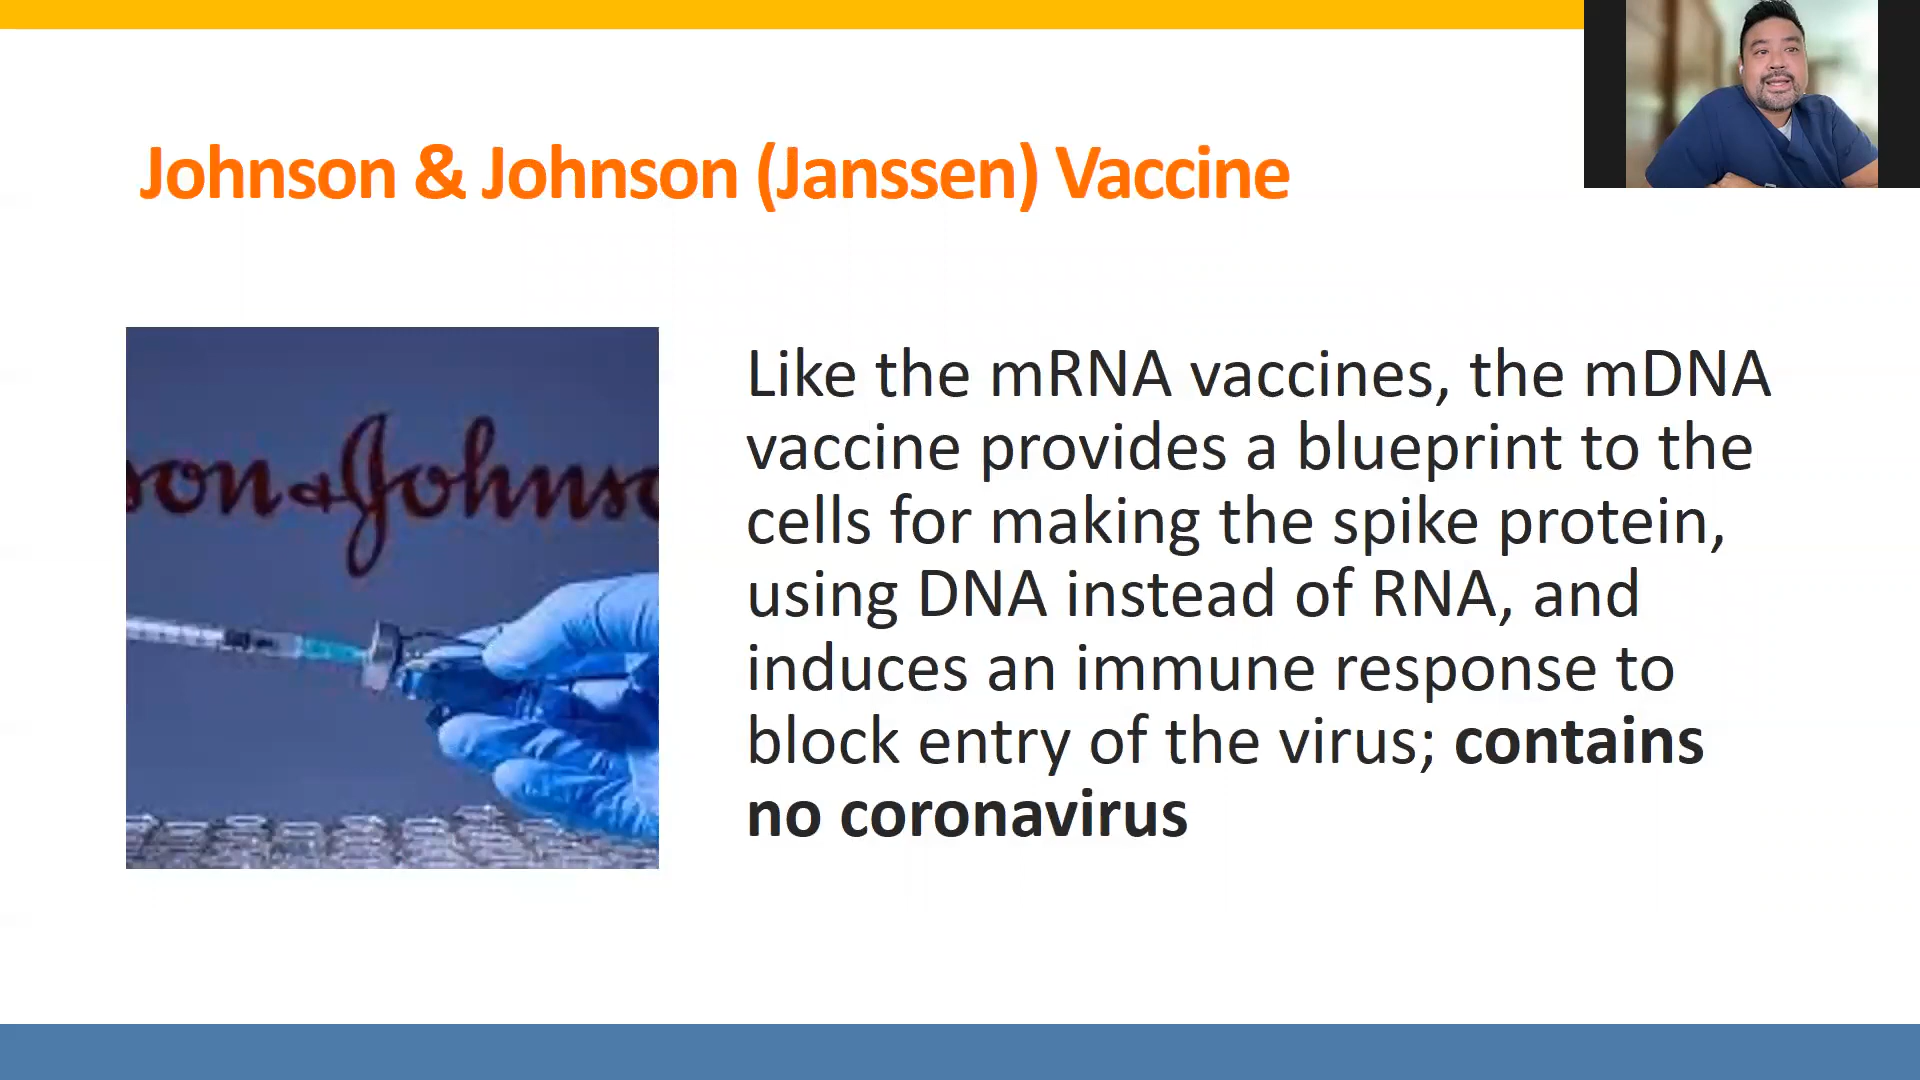 Johnson & Johnson (Janssen) Vaccine
son & Johnso
Like the mRNA vaccines, the mDNA
vaccine provides a blueprint to the
cells for making the spike protein,
using DNA instead of RNA, and
induces an immune response to
block entry of the virus; contains
no coronavirus